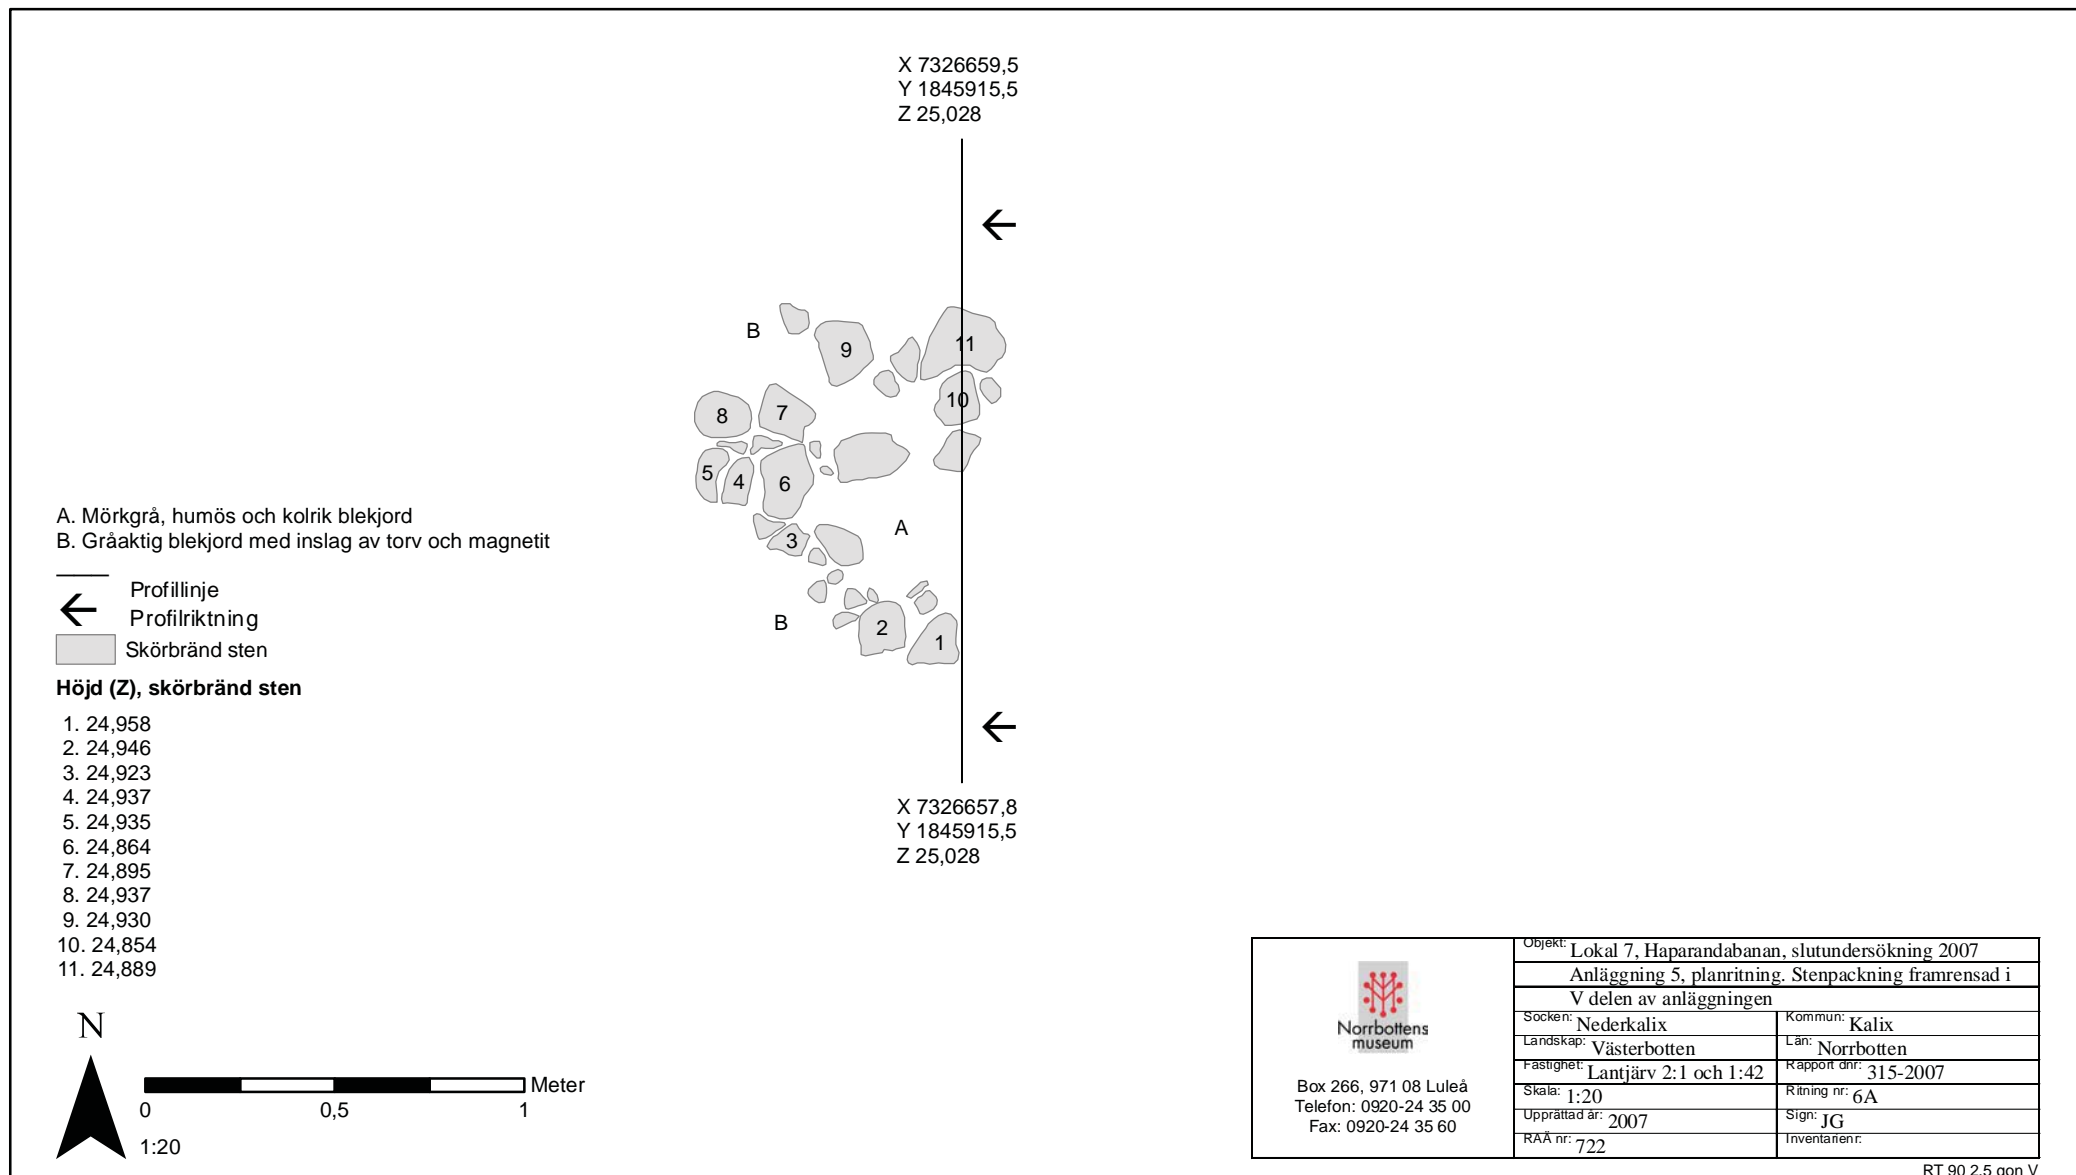 X 7326659,5
Y 1845915,5
Z 25,028
B
9
11
10
8
7
5
4
6
A
3
B
2
1
A. Mörkgrå, humös och kolrik blekjord
B. Gråaktig blekjord med inslag av torv och magnetit
Profillinje
Profilriktning
Skörbränd sten
Höjd (Z), skörbränd sten
1. 24,958
2. 24,946
3. 24,923
4. 24,937
5. 24,935
6. 24,864
7. 24,895
8. 24,937
9. 24,930
10. 24,854
11. 24,889
X 7326657,8
Y 1845915,5
Z 25,028
N
Meter
0 0,5 1
1:20
Norrbottens
museum
Box 266, 971 08 Luleå
Telefon: 0920-24 35 00
Fax: 0920-24 35 60
Objekt: Lokal 7, Haparandabanan, slutundersökning 2007
Anläggning 5, planritning. Stenpackning framrensad i
V delen av anläggningen
Socken: Nederkalix Kommun: Kalix
Landskap: Västerbotten Län: Norrbotten
Fastighet: Lantjärv 2:1 och 1:42 Rapport dnr: 315-2007
Skala: 1:20 Ritning nr: 6A
Upprättad år: 2007 Sign: JG
RAÄ nr: 722 Inventarienr:
RT 90 2,5 gon V